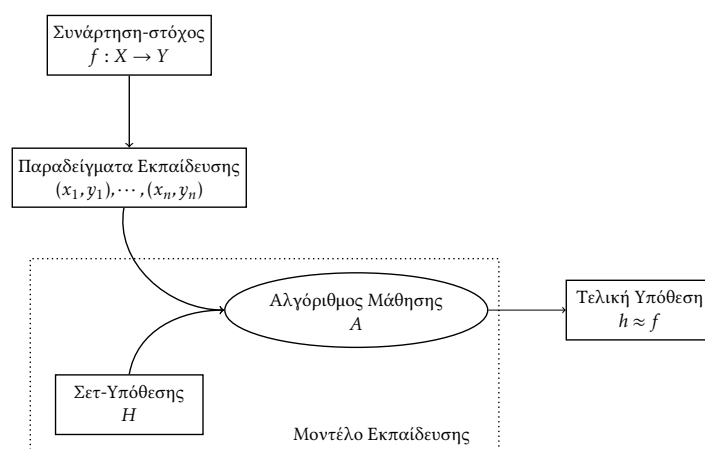 Συνάρτηση-στόχος
f : X → Y
Παραδείγματα Εκπαίδευσης
(x₁, y₁), ⋯ , (xₙ, yₙ)
Αλγόριθμος Μάθησης
A
Τελική Υπόθεση
h ≈ f
Σετ-Υπόθεσης
H
Μοντέλο Εκπαίδευσης